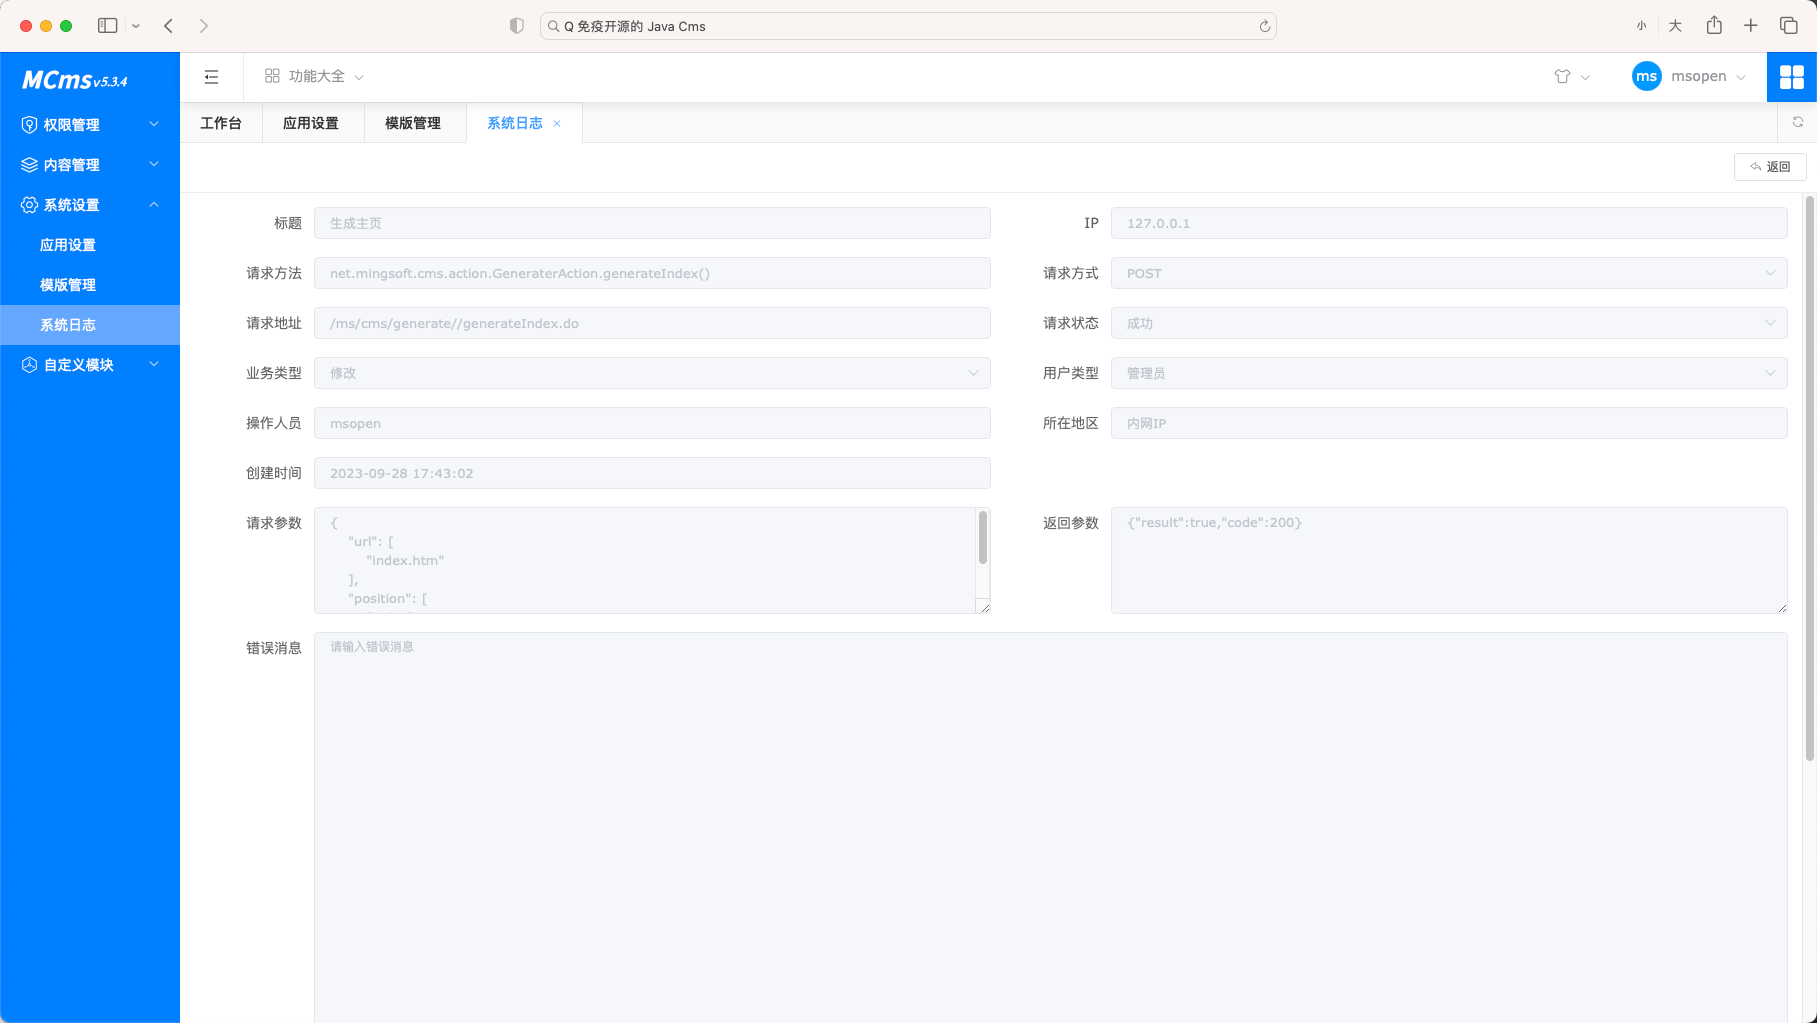 Q 免疫开源的 Java Cms
小 大
MCms v5.3.4
功能大全
ms msopen
权限管理
内容管理
系统设置
应用设置
模版管理
系统日志
自定义模块
工作台 应用设置 模版管理 系统日志
返回
标题 生成主页 IP 127.0.0.1
请求方法 net.mingsoft.cms.action.GeneraterAction.generateIndex() 请求方式 POST
请求地址 /ms/cms/generate//generateIndex.do 请求状态 成功
业务类型 修改 用户类型 管理员
操作人员 msopen 所在地区 内网IP
创建时间 2023-09-28 17:43:02
请求参数 { 返回参数 {"result":true,"code":200}
"url": [
"index.htm"
],
"position": [
错误消息 请输入错误消息